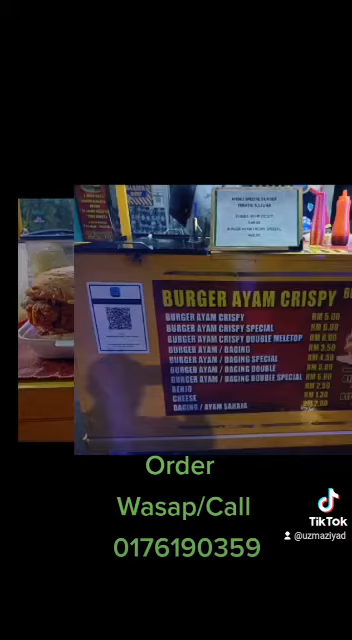 BURGER AYAM CRISPY
BURGER AYAM CRISPY RM 5.00
BURGER AYAM CRISPY SPECIAL RM 6.00
BURGER AYAM CRISPY DOUBLE MELETOP RM 8.00
BURGER AYAM / DAGING RM 3.50
BURGER AYAM / DAGING SPECIAL RM 4.50
BURGER AYAM / DAGING DOUBLE RM 5.00
BURGER AYAM / DAGING DOUBLE SPECIAL RM 6.00
BENJO RM 2.50
CHEESE RM 1.30
DAGING / AYAM SAHAJA RM 2.00
Order
Wasap/Call
0176190359
TikTok
@uzmaziyad